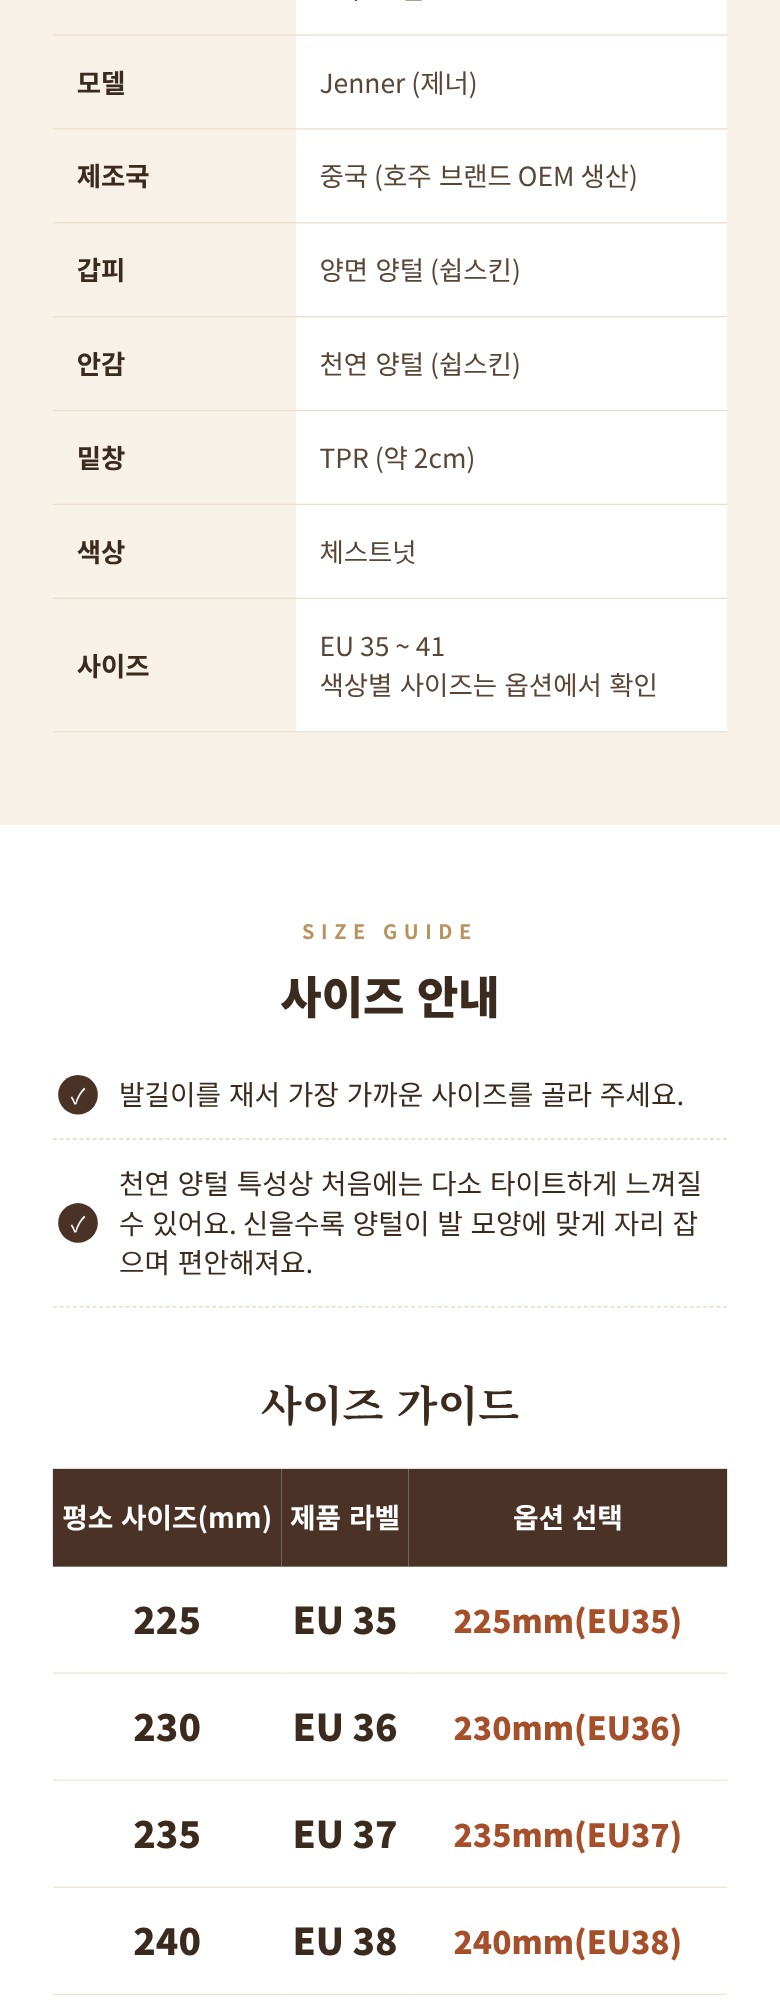 모델
Jenner (제너)
제조국
중국 (호주 브랜드 OEM 생산)
갑피
양면 양털 (쉽스킨)
안감
천연 양털 (쉽스킨)
밑창
TPR (약 2cm)
색상
체스트넛
사이즈
EU 35 ~ 41
색상별 사이즈는 옵션에서 확인
SIZE GUIDE
사이즈 안내
발길이를 재서 가장 가까운 사이즈를 골라 주세요.
천연 양털 특성상 처음에는 다소 타이트하게 느껴질
수 있어요. 신을수록 양털이 발 모양에 맞게 자리 잡
으며 편안해져요.
사이즈 가이드
평소 사이즈(mm) 제품 라벨 옵션 선택
225 EU 35 225mm(EU35)
230 EU 36 230mm(EU36)
235 EU 37 235mm(EU37)
240 EU 38 240mm(EU38)